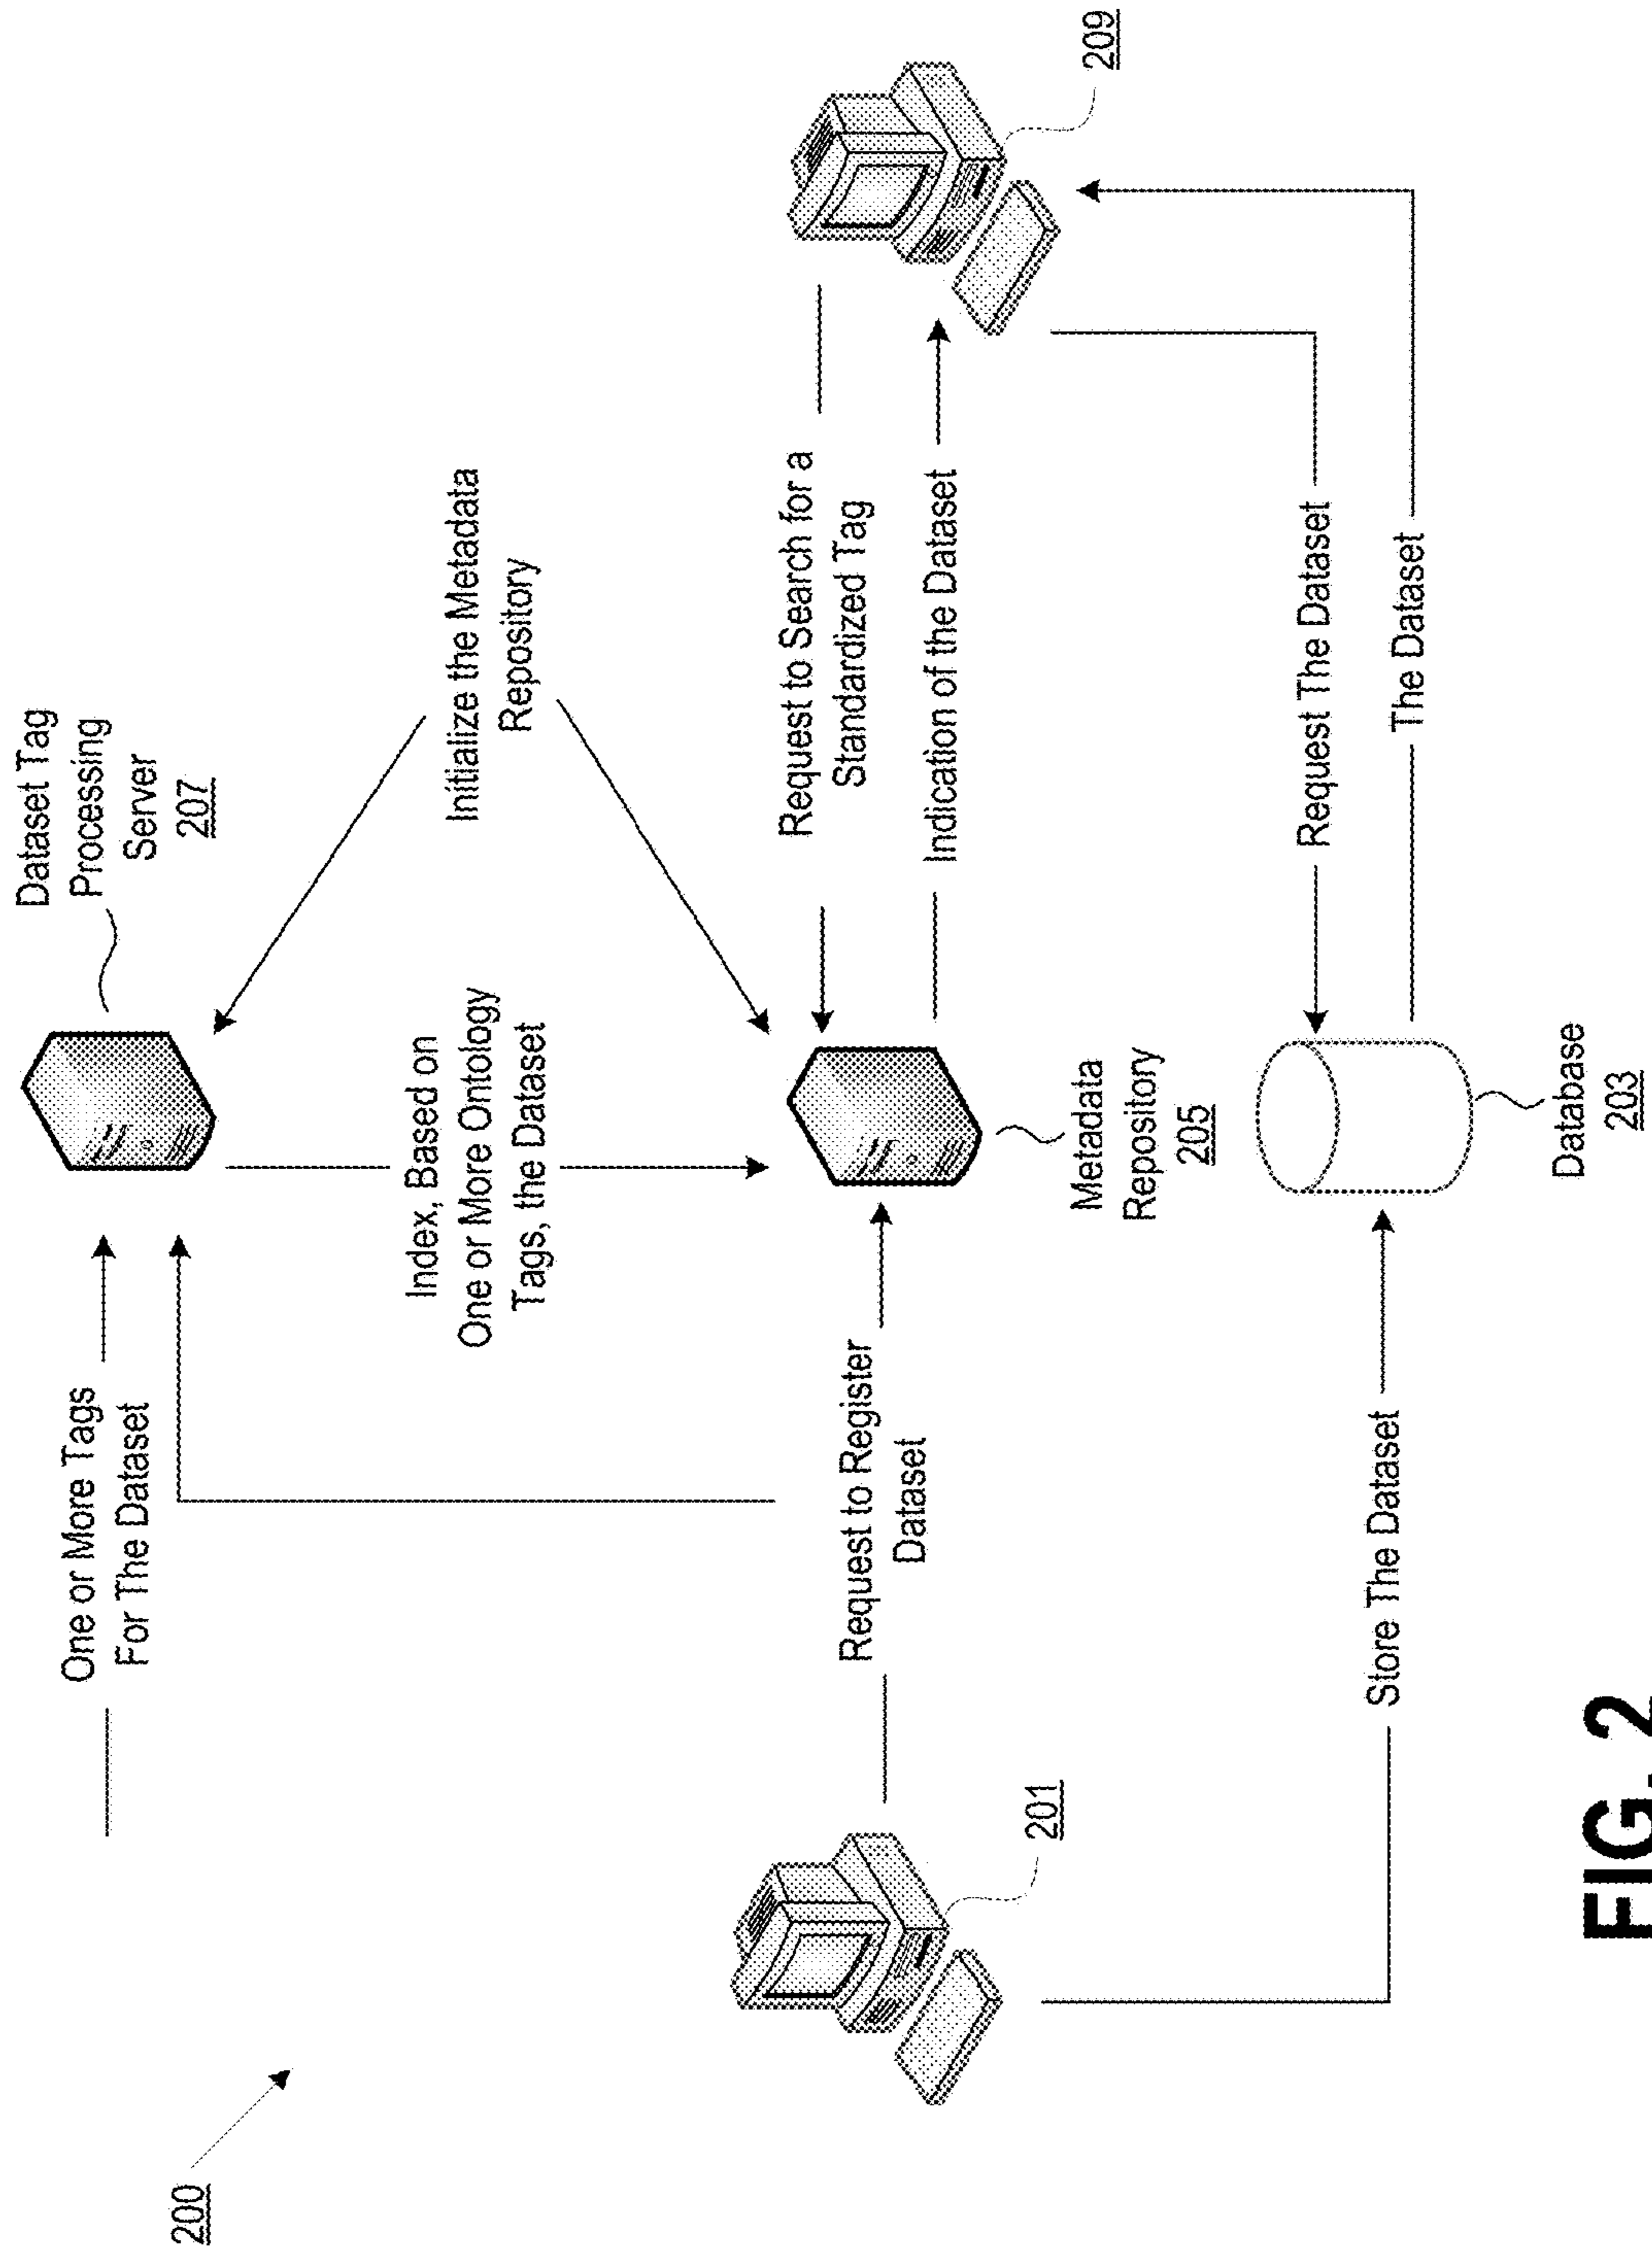 200
One or More Tags
For The Dataset
Dataset Tag
Processing
Server
207
Index, Based on
One or More Ontology
Tags, the Dataset
Initialize the Metadata
Repository
201
Request to Register
Dataset
Metadata
Repository
205
Request to Search for a
Standardized Tag
Indication of the Dataset
209
Store The Dataset
Database
203
Request The Dataset
The Dataset
FIG. 2